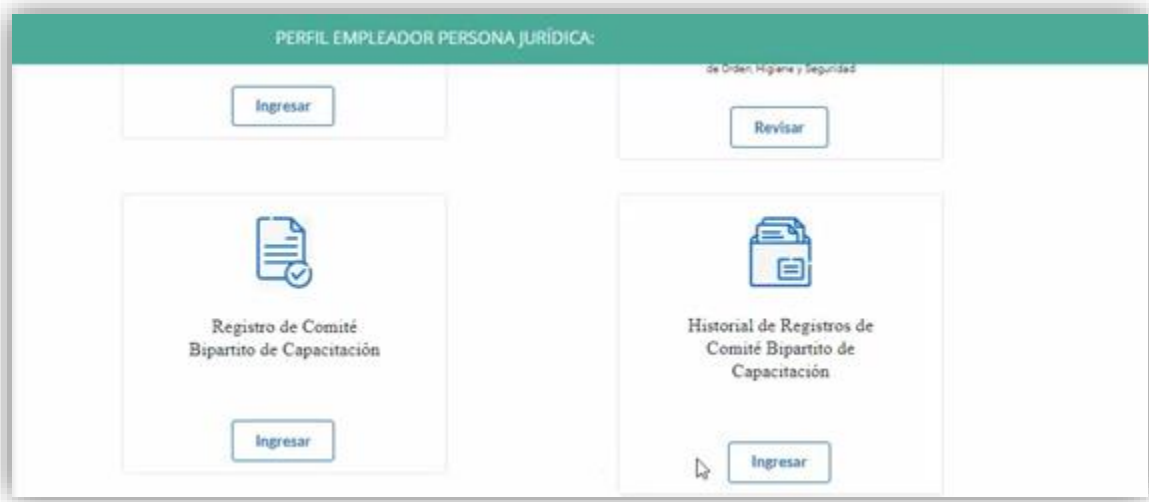 PERFIL EMPLEADOR PERSONA JURÍDICA:
Ingresar
de Orden, Higiene y Seguridad
Revisar
Registro de Comité
Bipartito de Capacitación
Ingresar
Historial de Registros de
Comité Bipartito de
Capacitación
Ingresar